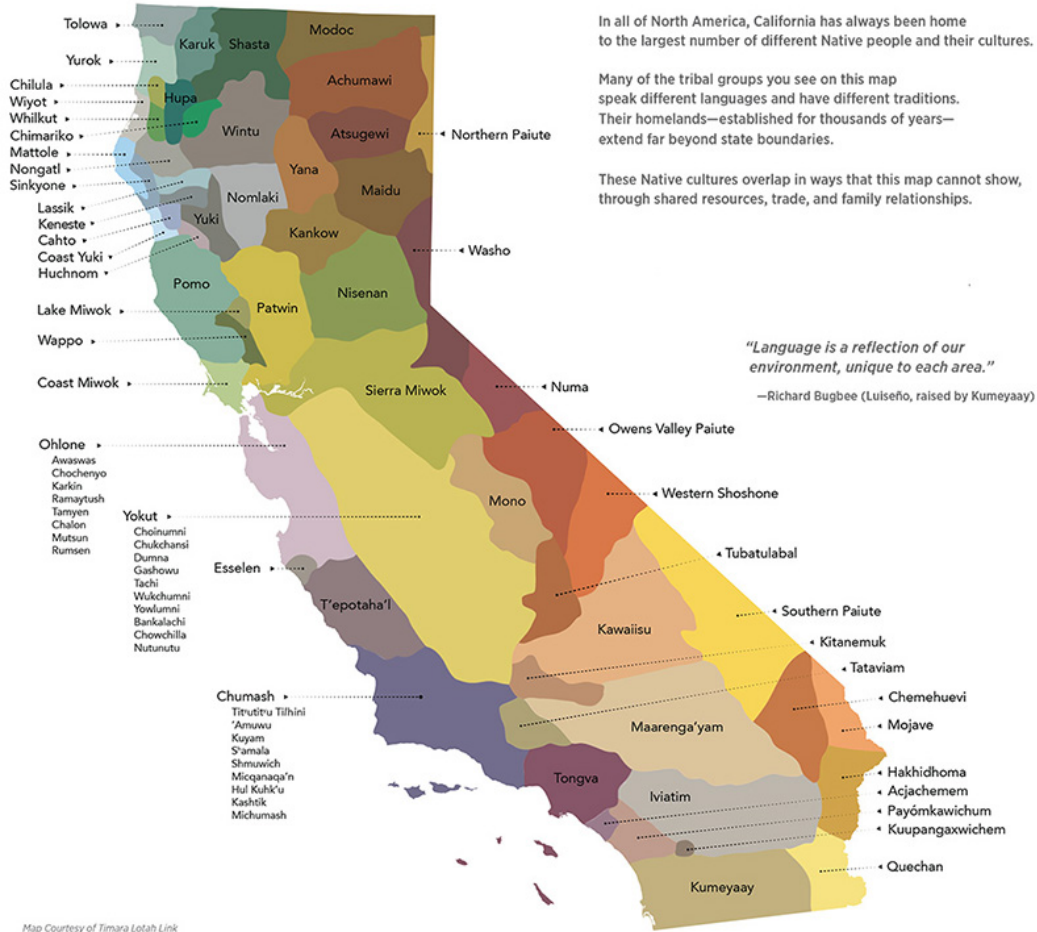 Tolowa
Yurok
Chilula
Wiyot
Whilkut
Chimariko
Mattole
Nongatl
Sinkyone
Lassik
Keneste
Cahto
Coast Yuki
Huchnom
Lake Miwok
Wappo
Coast Miwok
Ohlone
Awaswas
Chochenyo
Karkin
Ramaytush
Tamyen
Chalon
Mutsun
Rumsen
Yokut
Choinumni
Chukchansi
Dumna
Gashowu
Tachi
Wukchumni
Yowlumni
Bankalachi
Chowchilla
Nutunutu
Esselen
Chumash
Titʼutitʼu Tilhini
ʼAmuwu
Kuyam
Sʰamala
Shmuwich
Micqanaqaʼn
Hul Kuhkʼu
Kashtik
Michumash
Karuk
Shasta
Modoc
Achumawi
Hupa
Wintu
Atsugewi
Yana
Maidu
Nomlaki
Yuki
Kankow
Pomo
Patwin
Nisenan
Sierra Miwok
Mono
T'epotaha'l
Kawaiisu
Maarenga'yam
Tongva
Iviatim
Kumeyaay
Northern Paiute
Washo
Numa
Owens Valley Paiute
Western Shoshone
Tubatulabal
Southern Paiute
Kitanemuk
Tataviam
Chemehuevi
Mojave
Hakhidhoma
Acjachemem
Payómkawichum
Kuupangaxwichem
Quechan
In all of North America, California has always been home
to the largest number of different Native people and their cultures.
Many of the tribal groups you see on this map
speak different languages and have different traditions.
Their homelands—established for thousands of years—
extend far beyond state boundaries.
These Native cultures overlap in ways that this map cannot show,
through shared resources, trade, and family relationships.
“Language is a reflection of our
environment, unique to each area.”
—Richard Bugbee (Luiseño, raised by Kumeyaay)
Map Courtesy of Timara Lotah Link